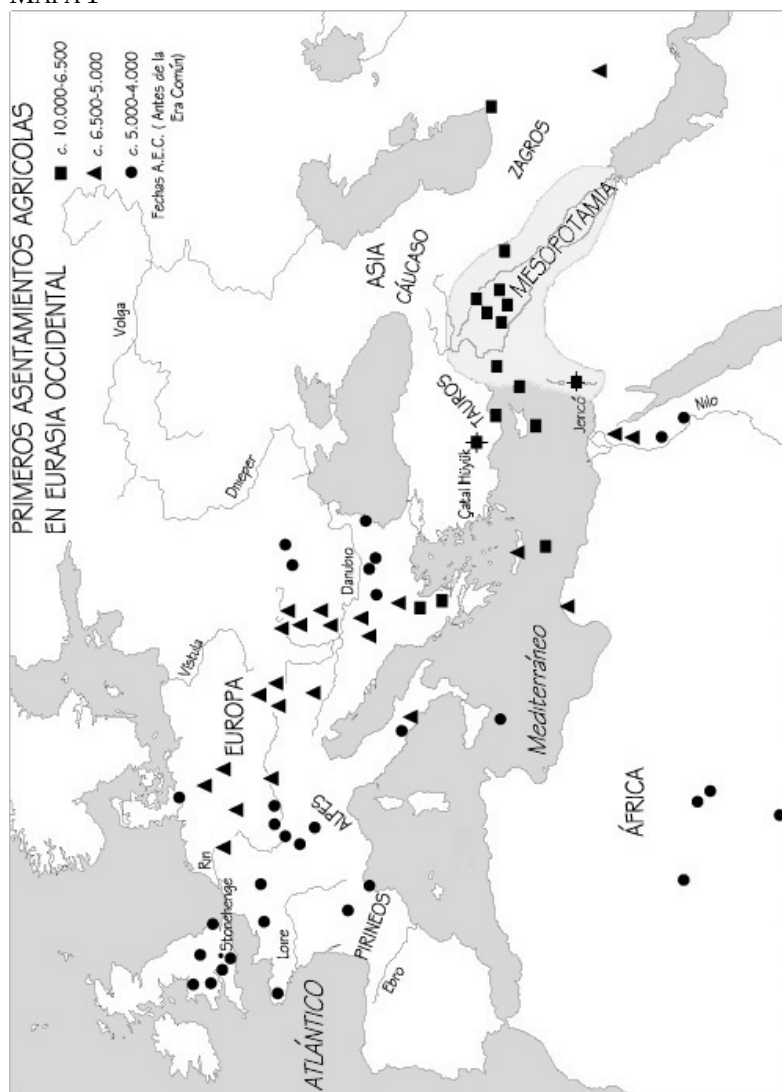 MAPA 1
PRIMEROS ASENTAMIENTOS AGRICOLAS
EN EURASIA OCCIDENTAL
c. 10.000-6.500
c. 6.500-5.000
c. 5.000-4.000
Fechas A.E.C. ( Antes de la
Era Común)
Volga
ASIA
CÁUCASO
ZAGROS
MESOPOTAMIA
Dnieper
TAUROS
Çatal Hüyük
Jericó
Nilo
Danubio
Vístula
EUROPA
Mediterráneo
Rin
ALPES
ÁFRICA
Stonehenge
Loire
PIRINEOS
Ebro
ATLÁNTICO